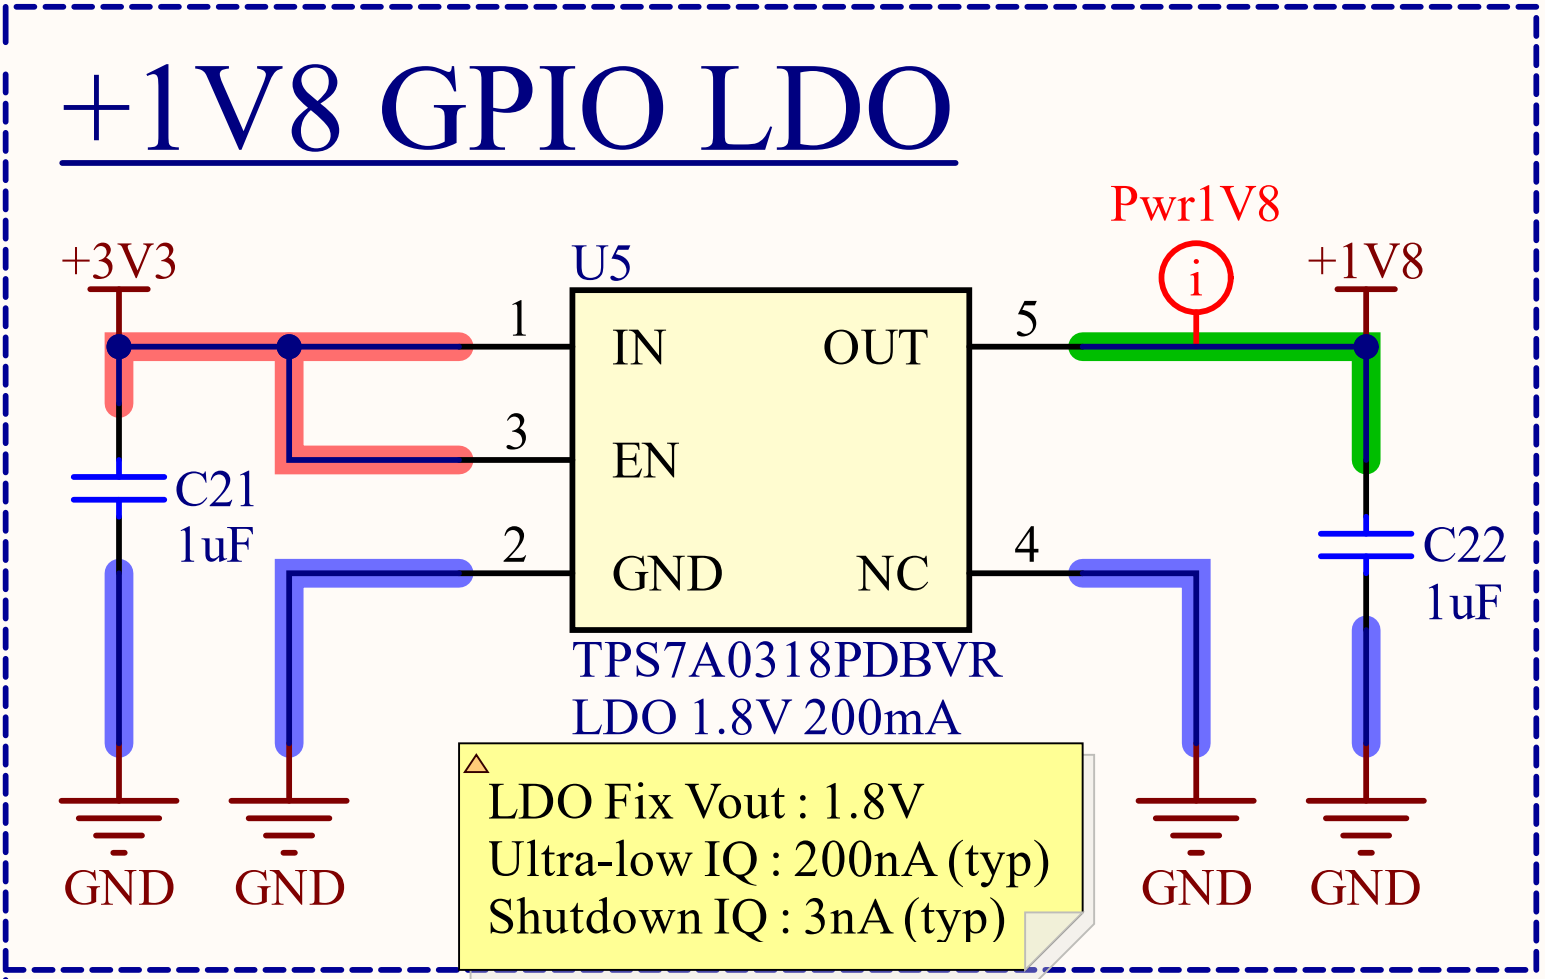 +1V8 GPIO LDO
Pwr1V8
i
+3V3
U5
+1V8
1
IN
OUT
5
3
EN
C21
1uF
2
GND
NC
4
C22
1uF
TPS7A0318PDBVR
LDO 1.8V 200mA
LDO Fix Vout : 1.8V
Ultra-low IQ : 200nA (typ)
Shutdown IQ : 3nA (typ)
GND
GND
GND
GND